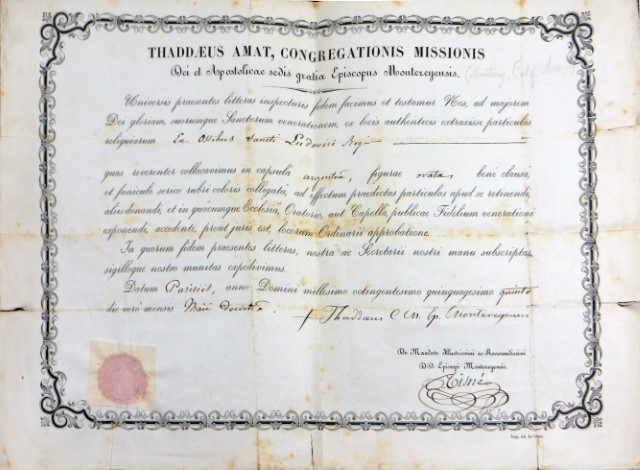 THADDÆUS AMAT, CONGREGATIONIS MISSIONIS
Dei et Apostolicae sedis gratia Episcopus Montereyensis.
Universis praesentes litteras inspecturis fidem facimus et testamur Nos, ad majorem
Dei gloriam, suorumque Sanctorum venerationem, ex locis authenticis extraxisse particulas
reliquiarum Ex Ossibus Sancti Ludovici Regis
quas reverenter collocavimus in capsula argentea, figurae ovatae, bene clausa,
et funiculo serico rubri coloris colligata, ad effectum praedictas particulas apud se retinendi,
aliis donandi, et in quacumque Ecclesia, Oratorio, aut Capella, publicae Fidelium venerationi
exponendi, accedente, prout juris est, locorum Ordinarii approbatione.
In quorum fidem praesentes litteras, nostra ac Secretarii nostri manu subscriptas
sigilloque nostro munitas expedivimus.
Datum Parisiis, anno Domini millesimo octingentesimo quinquagesimo quinto
die vero mensis Maii
+ Thaddaeus C M Ep. Montereyensis
De Mandato Illustrissimi ac Reverendissimi
D.D. Episcopi Montereyensis